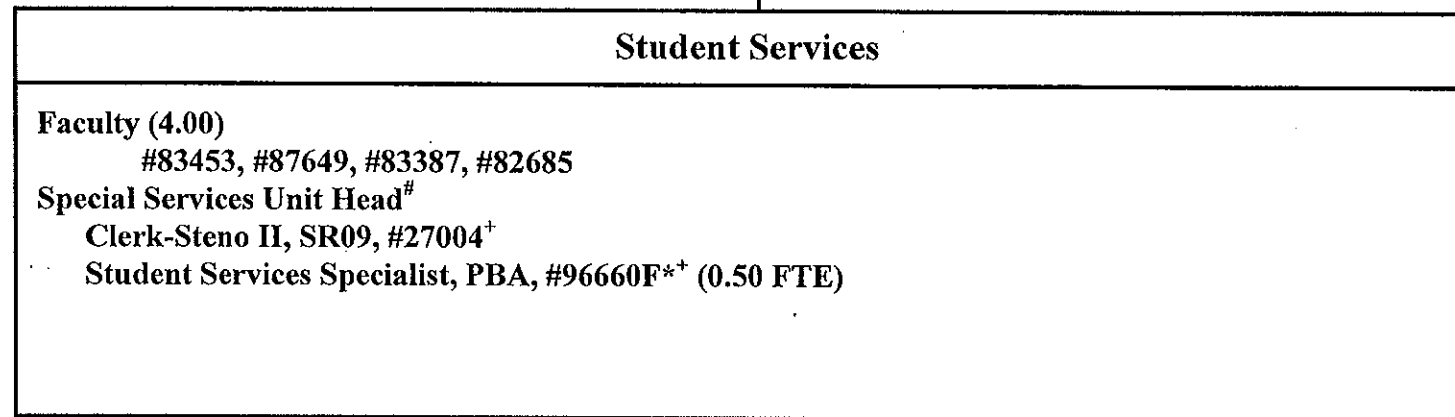 Student Services
Faculty (4.00)
#83453, #87649, #83387, #82685
Special Services Unit Head#
Clerk-Steno II, SR09, #27004+
Student Services Specialist, PBA, #96660F*+ (0.50 FTE)